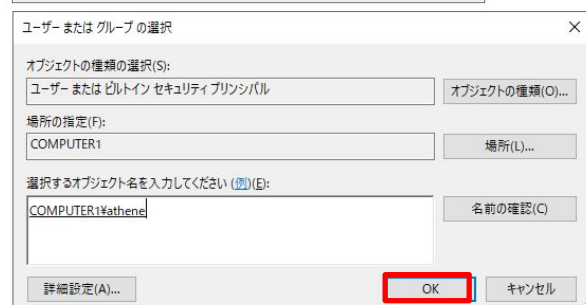 ユーザー または グループ の選択
オブジェクトの種類の選択(S):
ユーザー または ビルトイン セキュリティ プリンシパル オブジェクトの種類(O)...
場所の指定(F):
COMPUTER1 場所(L)...
選択するオブジェクト名を入力してください (例)(E):
COMPUTER1¥athene 名前の確認(C)
詳細設定(A)... OK キャンセル